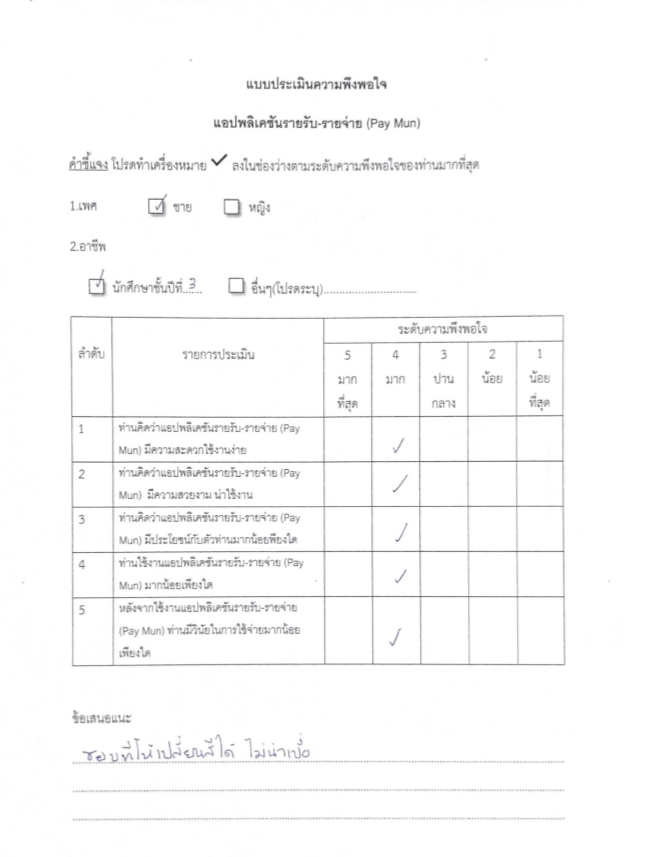 แบบประเมินความพึงพอใจ
แอปพลิเคชันรายรับ-รายจ่าย (Pay Mun)
คำชี้แจง โปรดทำเครื่องหมาย ✓ ลงในช่องว่างตามระดับความพึงพอใจของท่านมากที่สุด
1.เพศ ☑ ชาย ☐ หญิง
2.อาชีพ
☑ นักศึกษาชั้นปีที่..3.... ☐ อื่นๆ(โปรดระบุ)................................
ลำดับ รายการประเมิน ระดับความพึงพอใจ
5 4 3 2 1
มาก มาก ปาน น้อย น้อย
ที่สุด กลาง ที่สุด
1 ท่านคิดว่าแอปพลิเคชันรายรับ-รายจ่าย (Pay
Mun) มีความสะดวกใช้งานง่าย ✓
2 ท่านคิดว่าแอปพลิเคชันรายรับ-รายจ่าย (Pay
Mun) มีความสวยงาม น่าใช้งาน ✓
3 ท่านคิดว่าแอปพลิเคชันรายรับ-รายจ่าย (Pay
Mun) มีประโยชน์กับตัวท่านมากน้อยเพียงใด ✓
4 ท่านใช้งานแอปพลิเคชันรายรับ-รายจ่าย (Pay
Mun) มากน้อยเพียงใด ✓
5 หลังจากใช้งานแอปพลิเคชันรายรับ-รายจ่าย
(Pay Mun) ท่านมีวินัยในการใช้จ่ายมากน้อย ✓
เพียงใด
ข้อเสนอแนะ
ชอบที่ให้เปลี่ยนสีได้ ไม่น่าเบื่อ